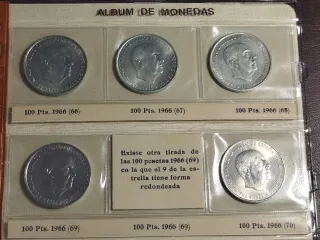 ALBUM DE MONEDAS
100 Pts. 1966 (66)
100 Pts. 1966 (67)
100 Pts. 1966 (68)
Existe otra tirada de
las 100 pesetas 1966 (69)
en la que el 9 de la es-
trella tiene forma
redondeada
100 Pts. 1966 (69)
100 Pts. 1966 (69)
100 Pts. 1966 (70)